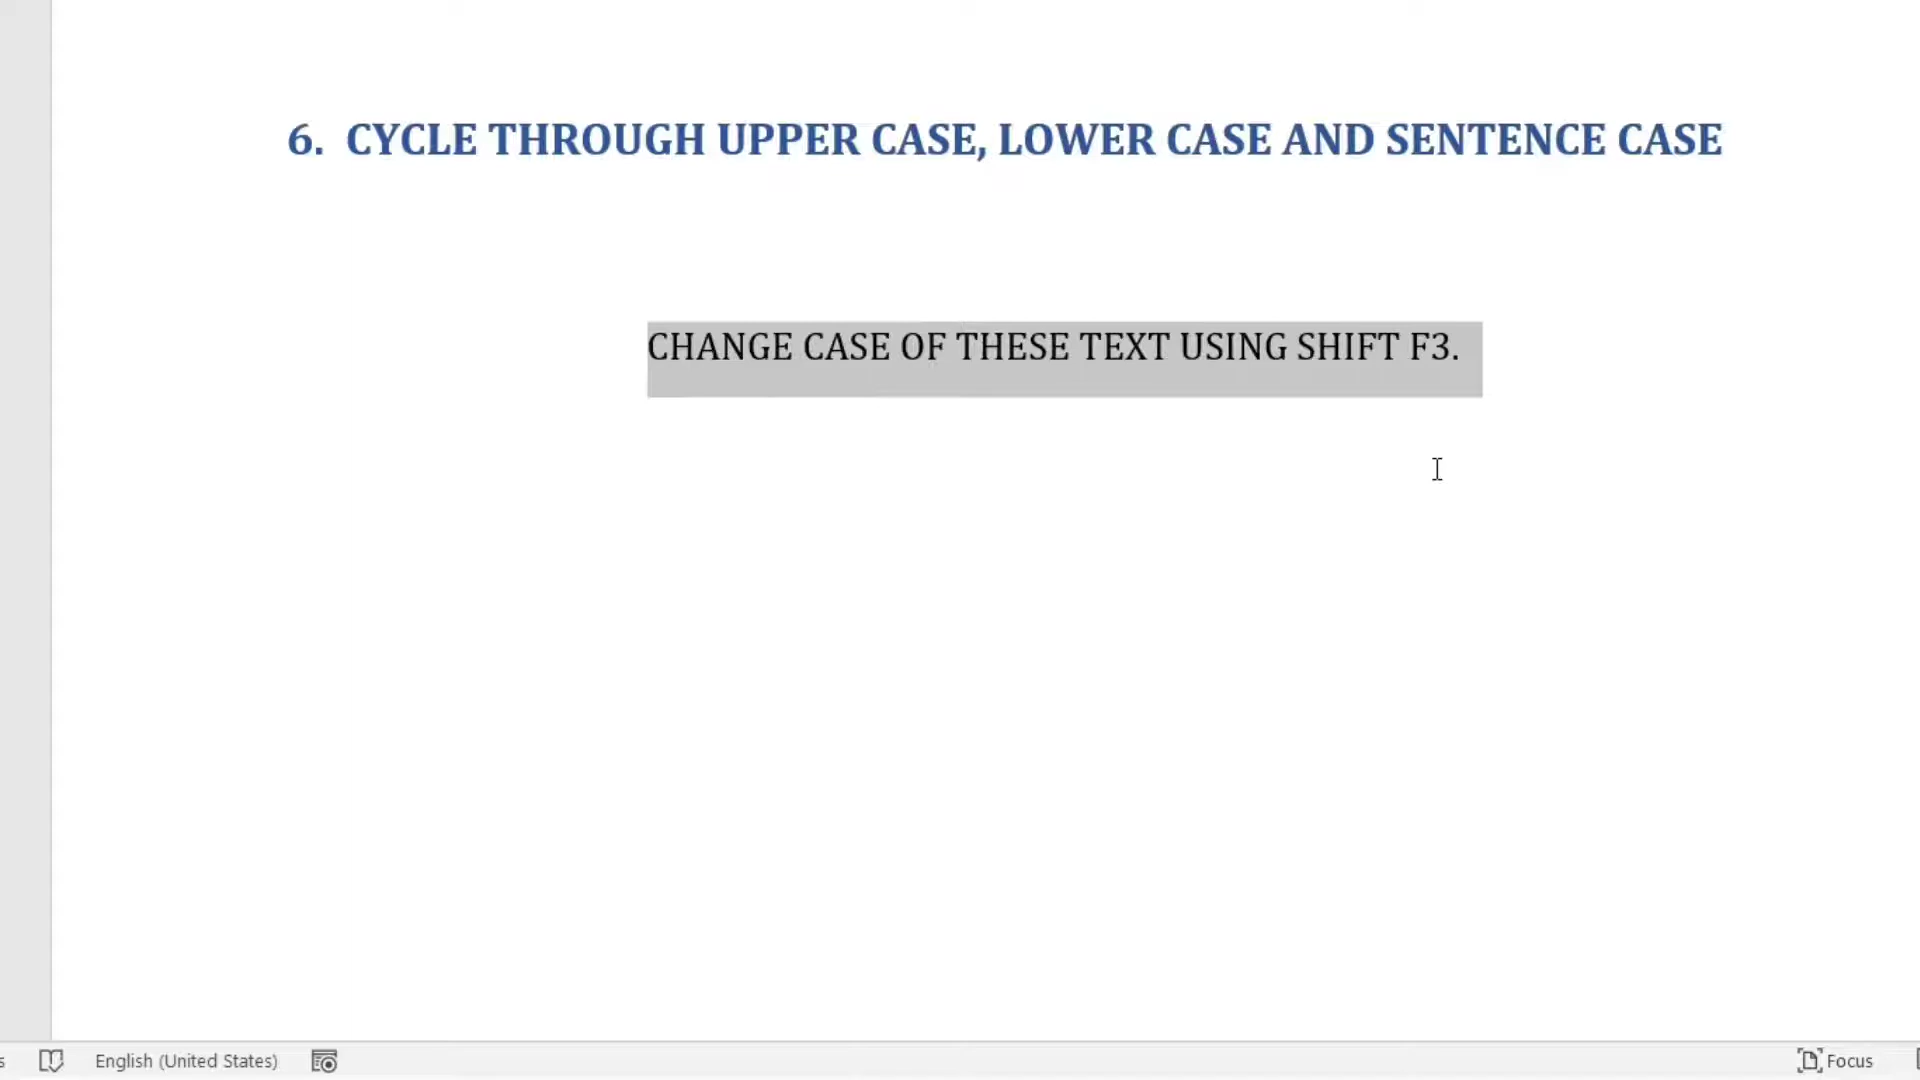 6. CYCLE THROUGH UPPER CASE, LOWER CASE AND SENTENCE CASE
CHANGE CASE OF THESE TEXT USING SHIFT F3.
s English (United States) Focus